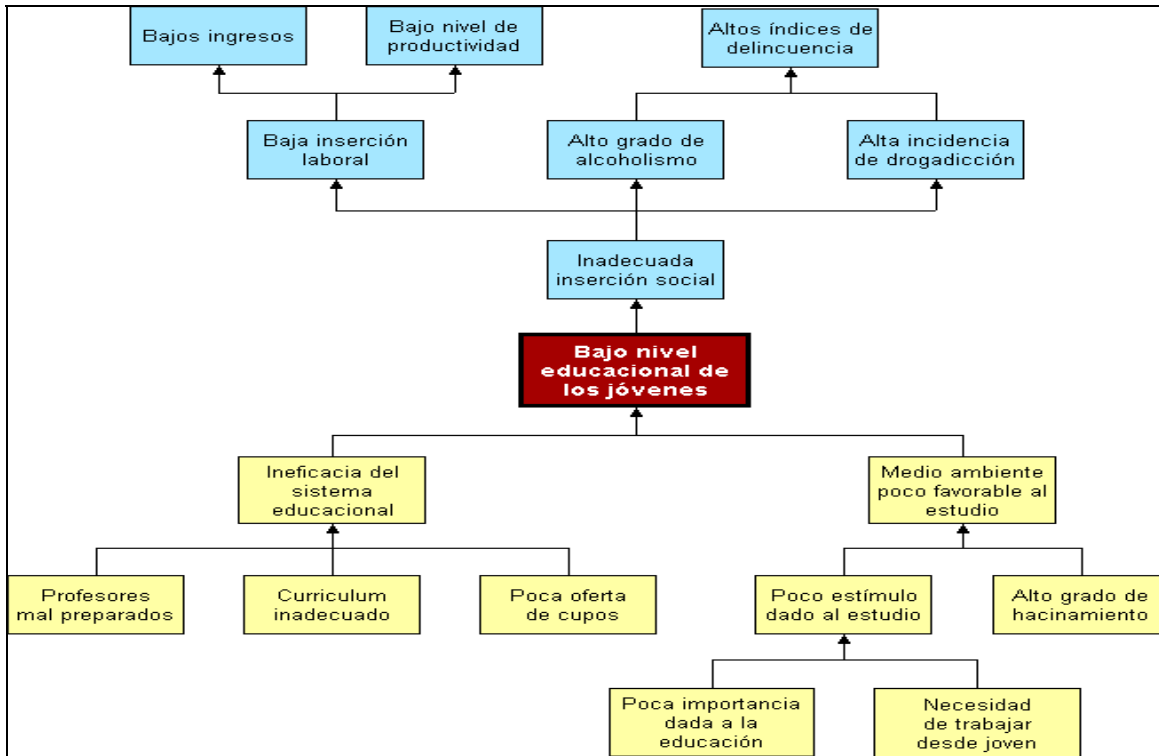 Bajos ingresos
Bajo nivel de
productividad
Altos índices de
delincuencia
Baja inserción
laboral
Alto grado de
alcoholismo
Alta incidencia
de drogadicción
Inadecuada
inserción social
Bajo nivel
educacional de
los jóvenes
Ineficacia del
sistema
educacional
Medio ambiente
poco favorable al
estudio
Profesores
mal preparados
Curriculum
inadecuado
Poca oferta
de cupos
Poco estímulo
dado al estudio
Alto grado de
hacinamiento
Poca importancia
dada a la
educación
Necesidad
de trabajar
desde joven